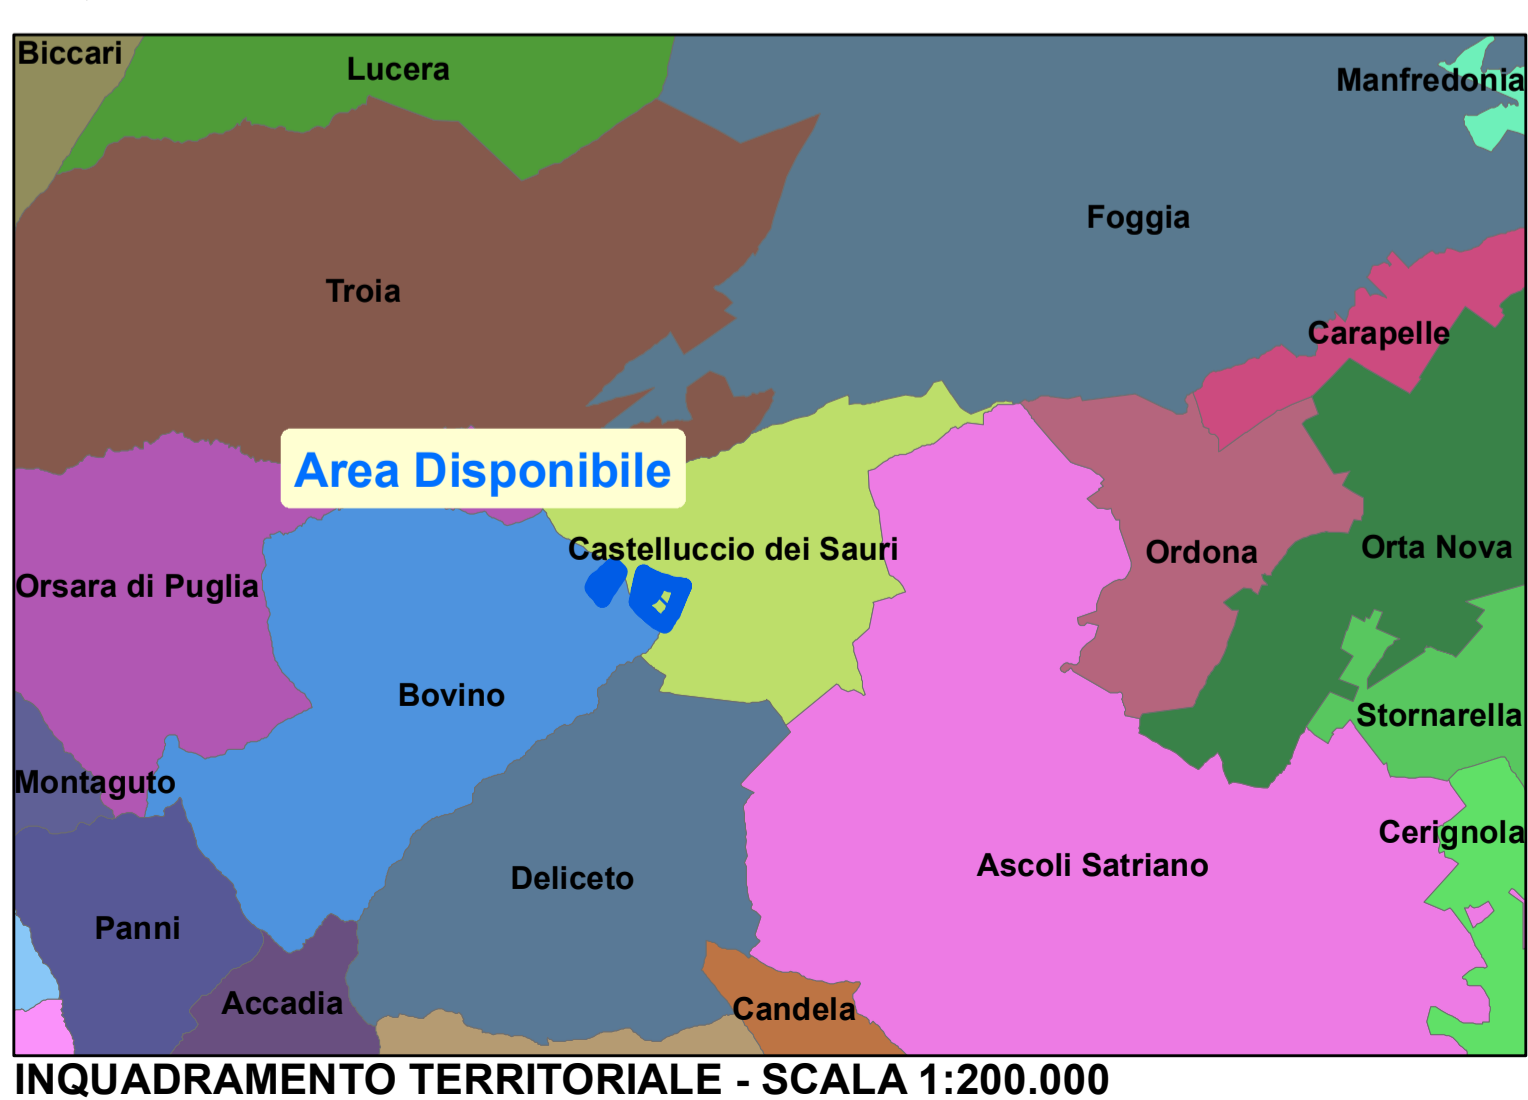 Biccari
Lucera
Manfredonia
Foggia
Troia
Carapelle
Area Disponibile
Castelluccio dei Sauri
Ordona
Orta Nova
Orsara di Puglia
Bovino
Stornarella
Montaguto
Cerignola
Ascoli Satriano
Deliceto
Panni
Accadia
Candela
INQUADRAMENTO TERRITORIALE - SCALA 1:200.000